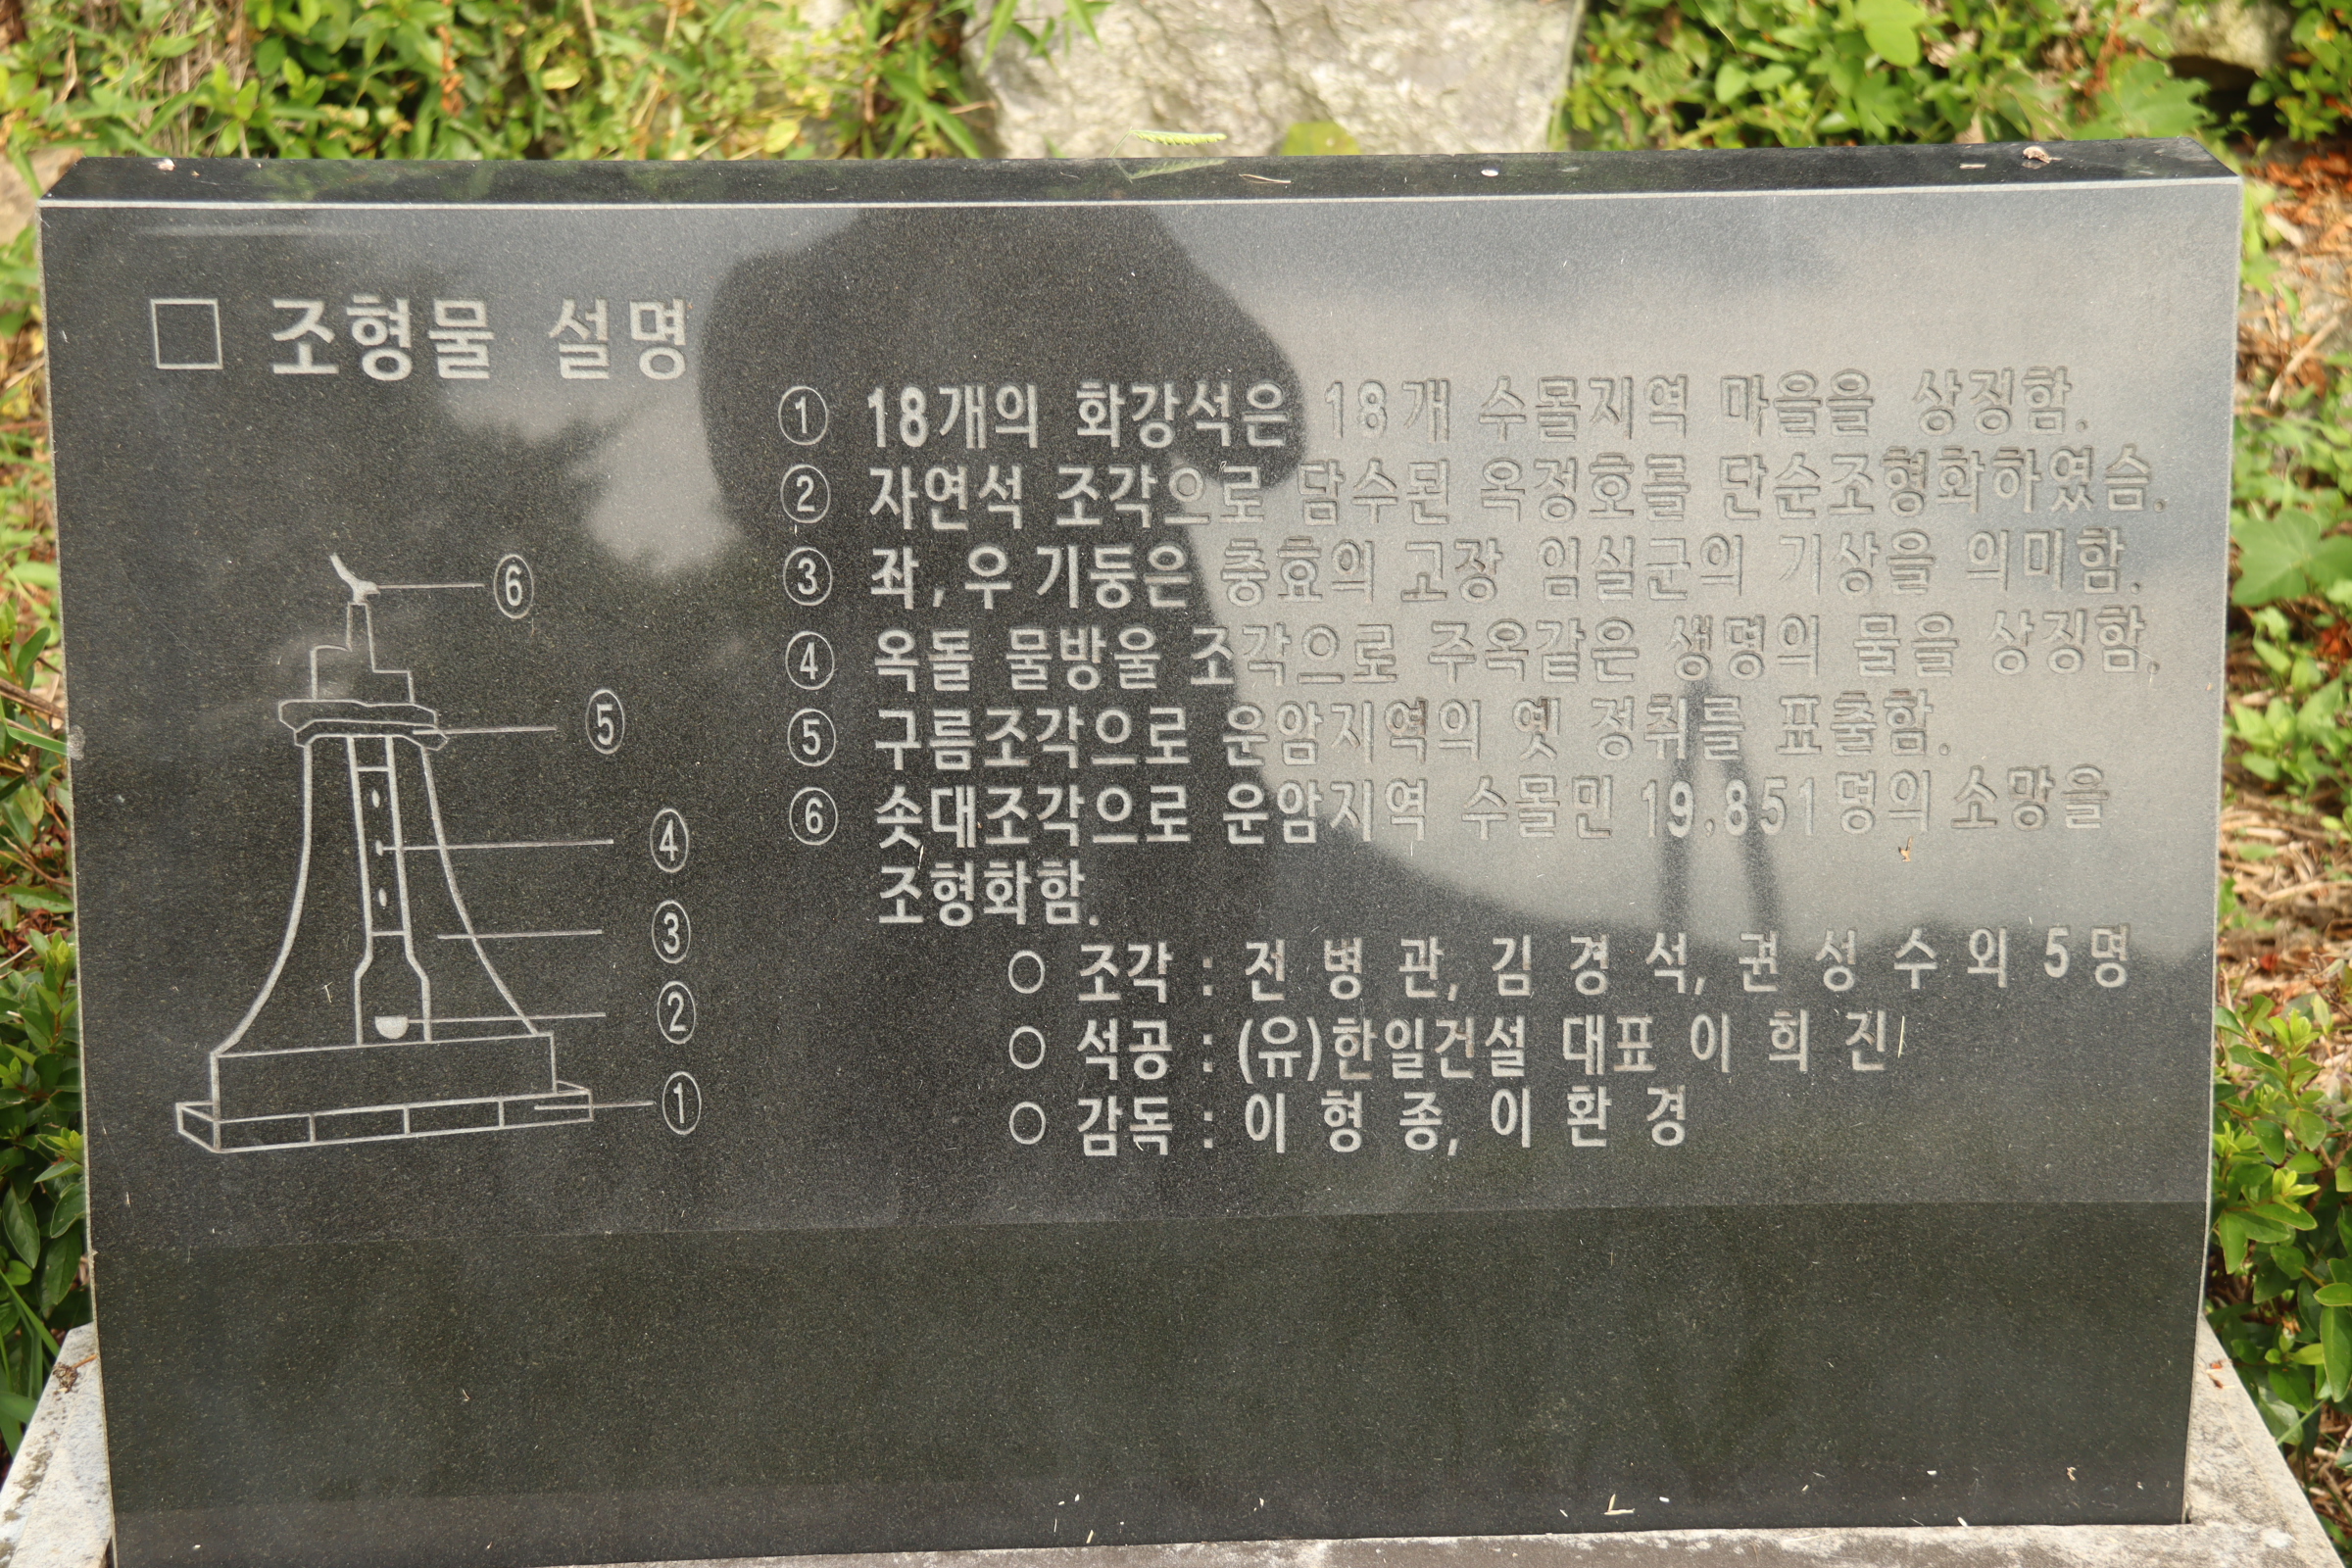 □ 조형물 설명
① 18개의 화강석은 18개 수몰지역 마을을 상징함.
② 자연석 조각으로 담수된 옥정호를 단순조형화하였슴.
③ 좌,우 기둥은 충효의 고장 임실군의 기상을 의미함.
④ 옥돌 물방울 조각으로 주옥같은 생명의 물을 상징함.
⑤ 구름조각으로 운암지역의 옛 정취를 표출함.
⑥ 솟대조각으로 운암지역 수몰민 19.851명의 소망을
조형화함.
○ 조각 : 전 병 관, 김 경 석, 권 성 수 외 5명
○ 석공 : (유)한일건설 대표 이 희 진
○ 감독 : 이 형 종, 이 환 경
⑥
⑤
④
③
②
①